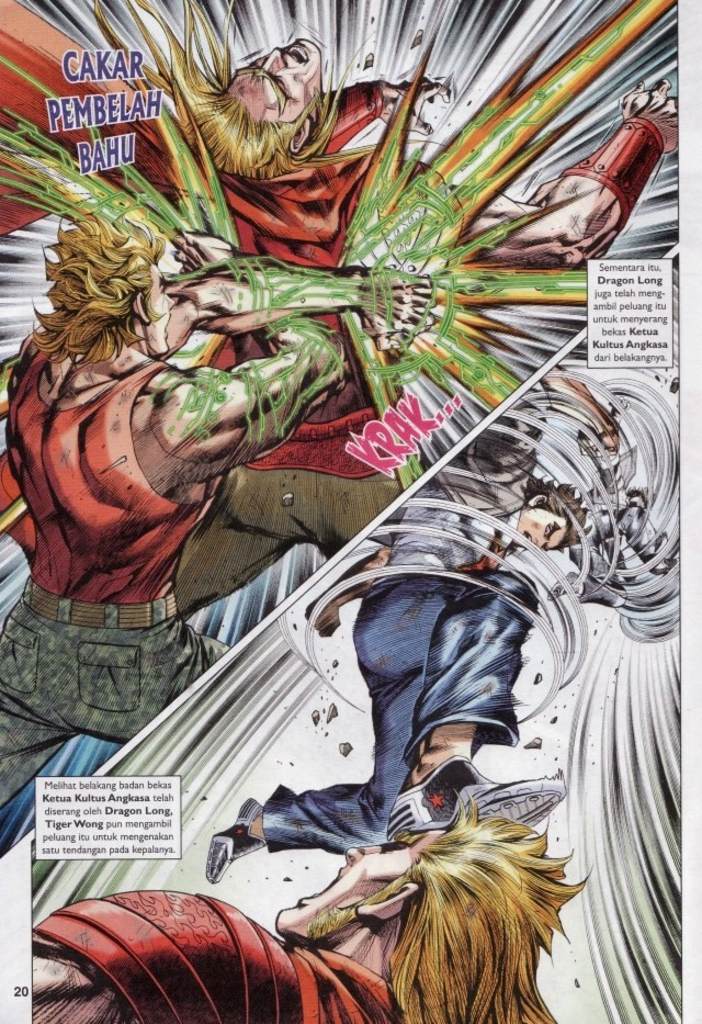 CAKAR
PEMBELAH
BAHU
Sementara itu,
Dragon Long
juga telah meng-
ambil peluang itu
untuk menyerang
bekas Ketua
Kultus Angkasa
dari belakangnya.
KRAK...
Melihat belakang badan bekas
Ketua Kultus Angkasa telah
diserang oleh Dragon Long,
Tiger Wong pun mengambil
peluang itu untuk mengenakan
satu tendangan pada kepalanya.
20